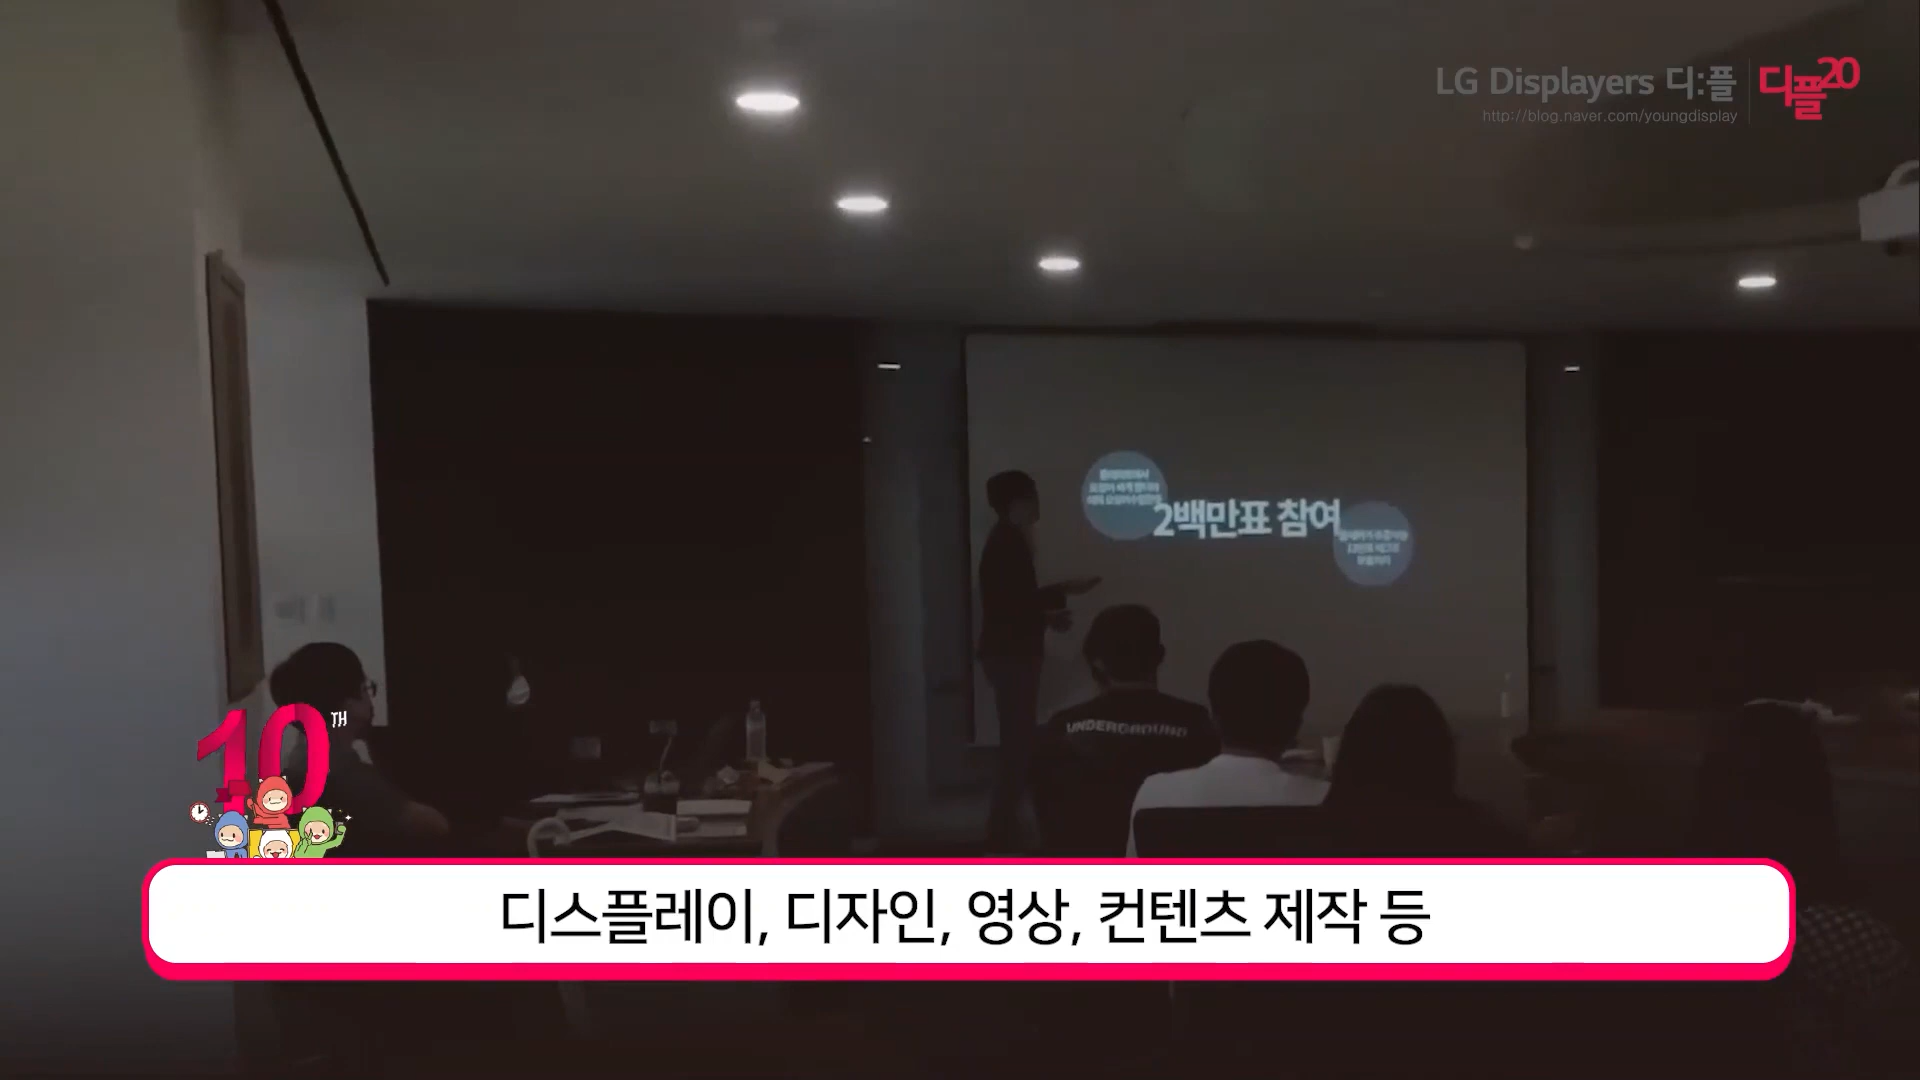 LG Displayers 디:플
http://blog.naver.com/youngdisplay
디플20
2백만표 참여
UNDERGROUND
10TH
디스플레이, 디자인, 영상, 컨텐츠 제작 등